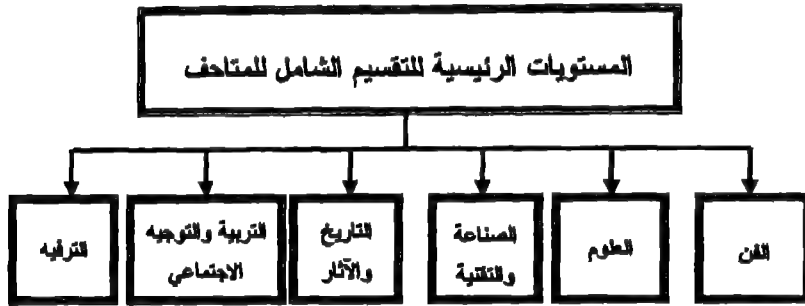 المستويات الرئيسية للتقسيم الشامل للمتاحف
الفن
العلوم
الصناعة
والتقنية
التاريخ
والآثار
التربية والتوجيه
الاجتماعي
الترفيه